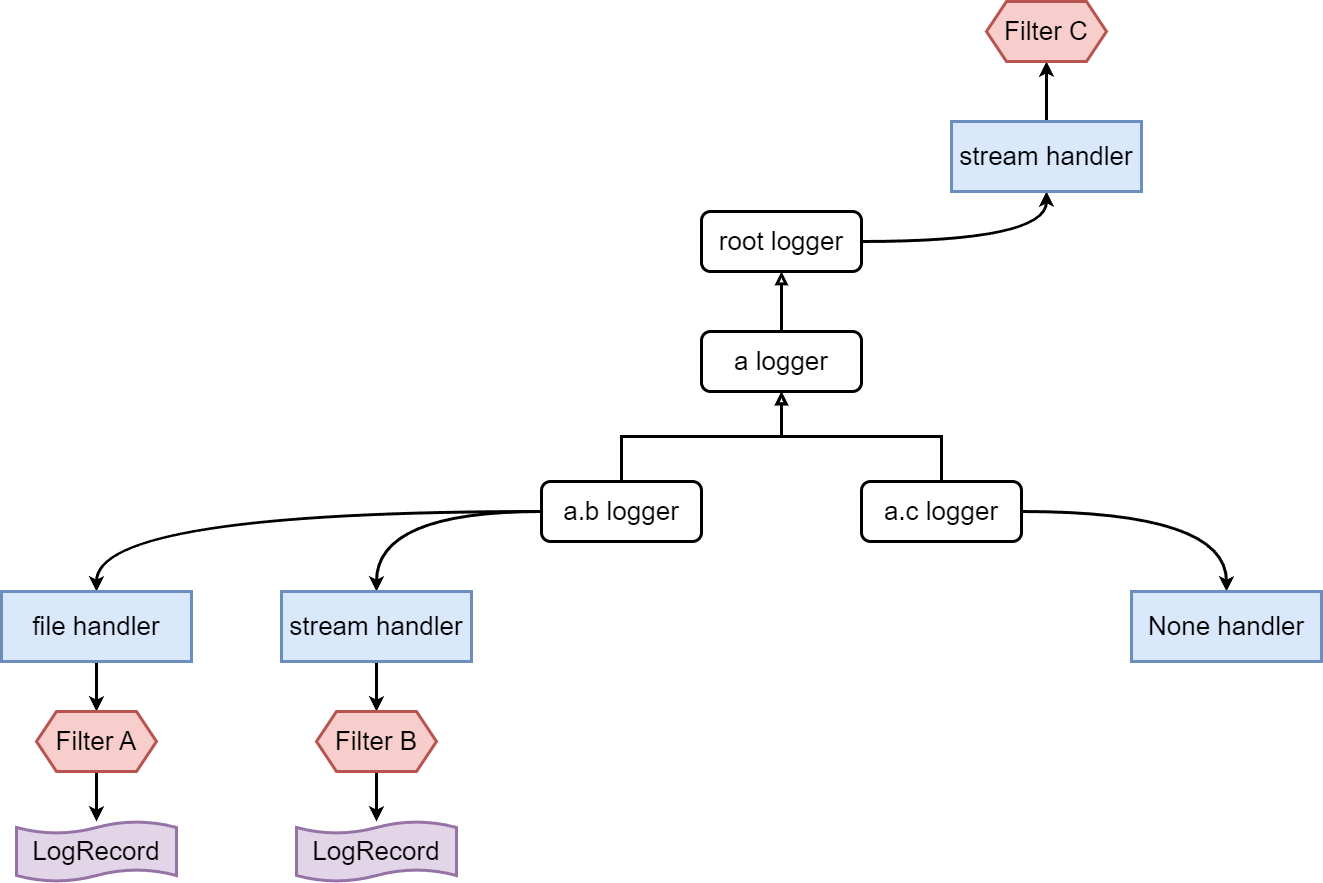 Filter C
stream handler
root logger
a logger
a.b logger
a.c logger
file handler
stream handler
None handler
Filter A
Filter B
LogRecord
LogRecord